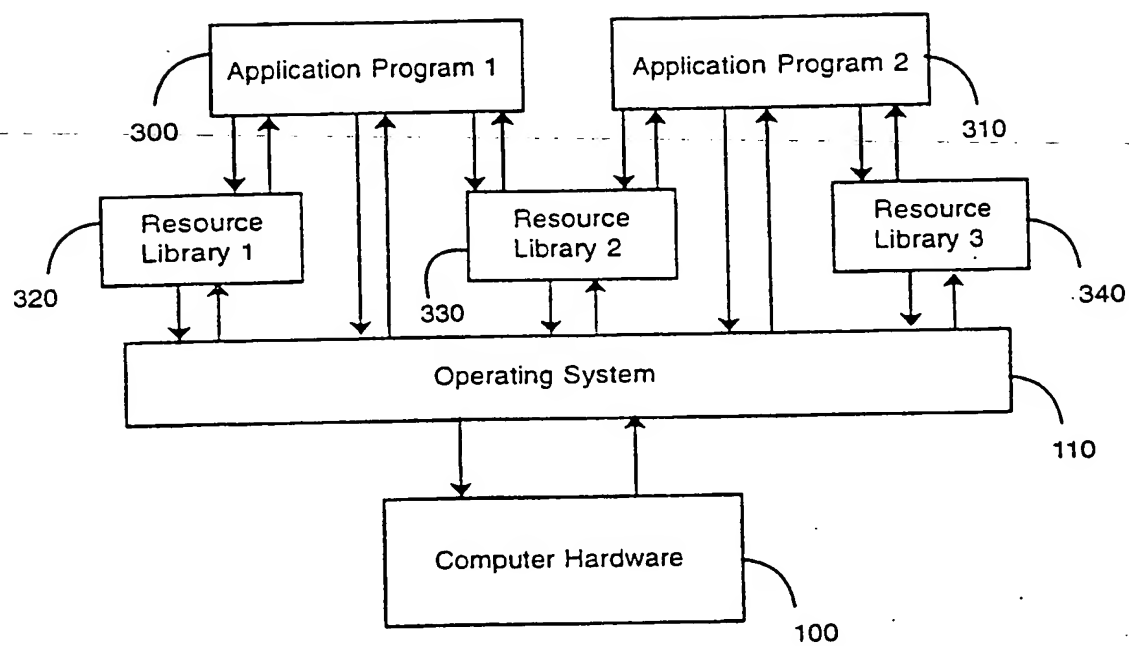 Application Program 1
Application Program 2
300
310
Resource
Library 1
Resource
Library 2
Resource
Library 3
320
330
340
Operating System
110
Computer Hardware
100